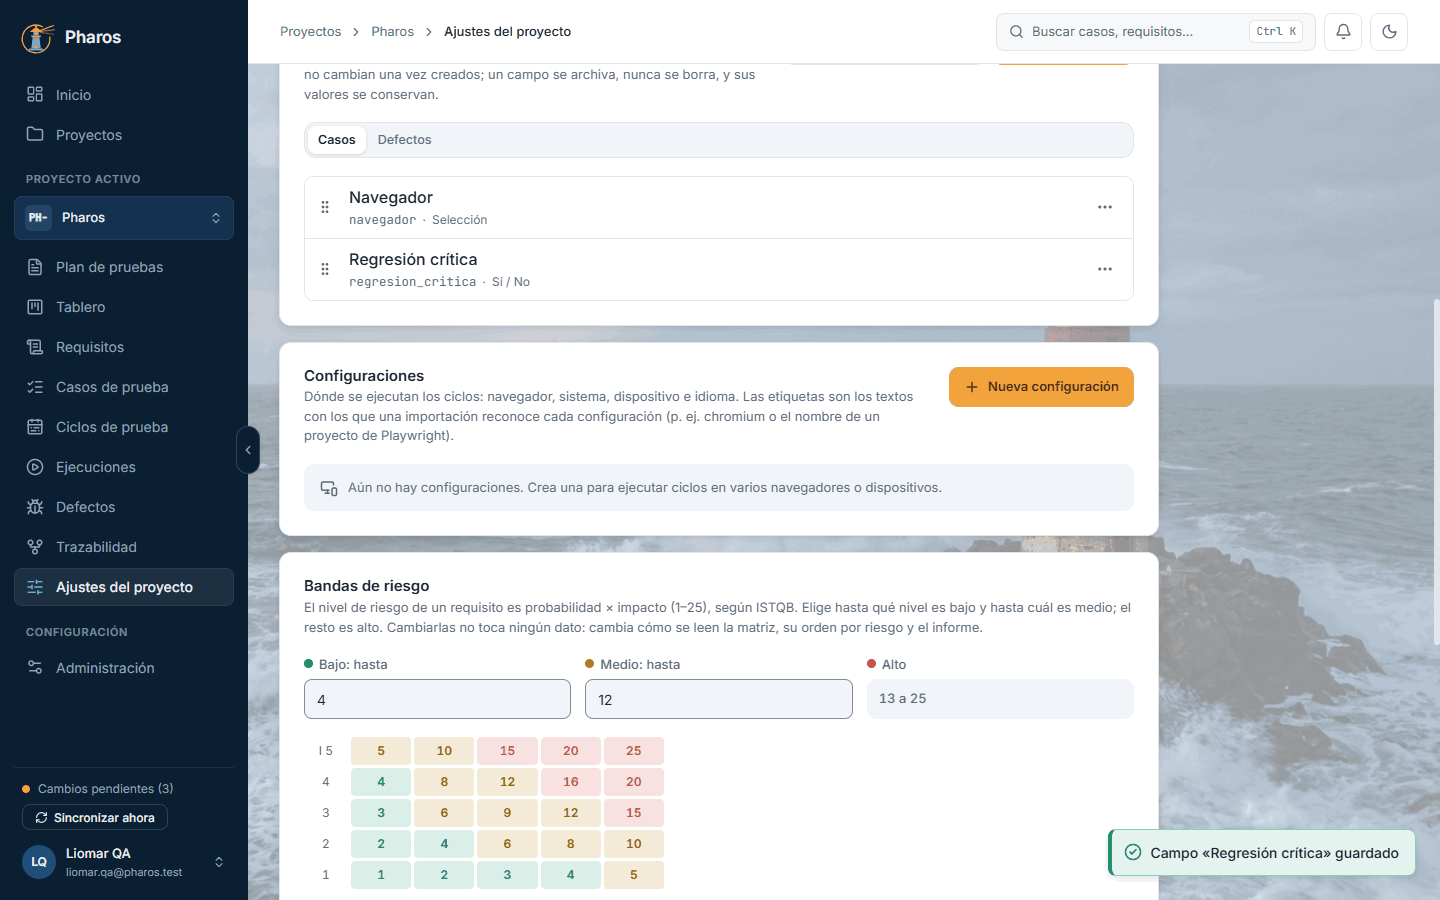 Pharos
Inicio
Proyectos
PROYECTO ACTIVO
PH-
Pharos
Plan de pruebas
Tablero
Requisitos
Casos de prueba
Ciclos de prueba
Ejecuciones
Defectos
Trazabilidad
Ajustes del proyecto
CONFIGURACIÓN
Administración
Cambios pendientes (3)
Sincronizar ahora
LQ
Liomar QA
liomar.qa@pharos.test
Proyectos > Pharos > Ajustes del proyecto
Buscar casos, requisitos...
Ctrl K
no cambian una vez creados; un campo se archiva, nunca se borra, y sus
valores se conservan.
Casos
Defectos
Navegador
navegador · Selección
Regresión crítica
regresion_critica · Sí / No
Configuraciones
Dónde se ejecutan los ciclos: navegador, sistema, dispositivo e idioma. Las etiquetas son los textos
con los que una importación reconoce cada configuración (p. ej. chromium o el nombre de un
proyecto de Playwright).
Nueva configuración
Aún no hay configuraciones. Crea una para ejecutar ciclos en varios navegadores o dispositivos.
Bandas de riesgo
El nivel de riesgo de un requisito es probabilidad × impacto (1–25), según ISTQB. Elige hasta qué nivel es bajo y hasta cuál es medio; el
resto es alto. Cambiarlas no toca ningún dato: cambia cómo se leen la matriz, su orden por riesgo y el informe.
Bajo: hasta
Medio: hasta
Alto
4
12
13 a 25
I 5 5 10 15 20 25
4 4 8 12 16 20
3 3 6 9 12 15
2 2 4 6 8 10
1 1 2 3 4 5
Campo «Regresión crítica» guardado